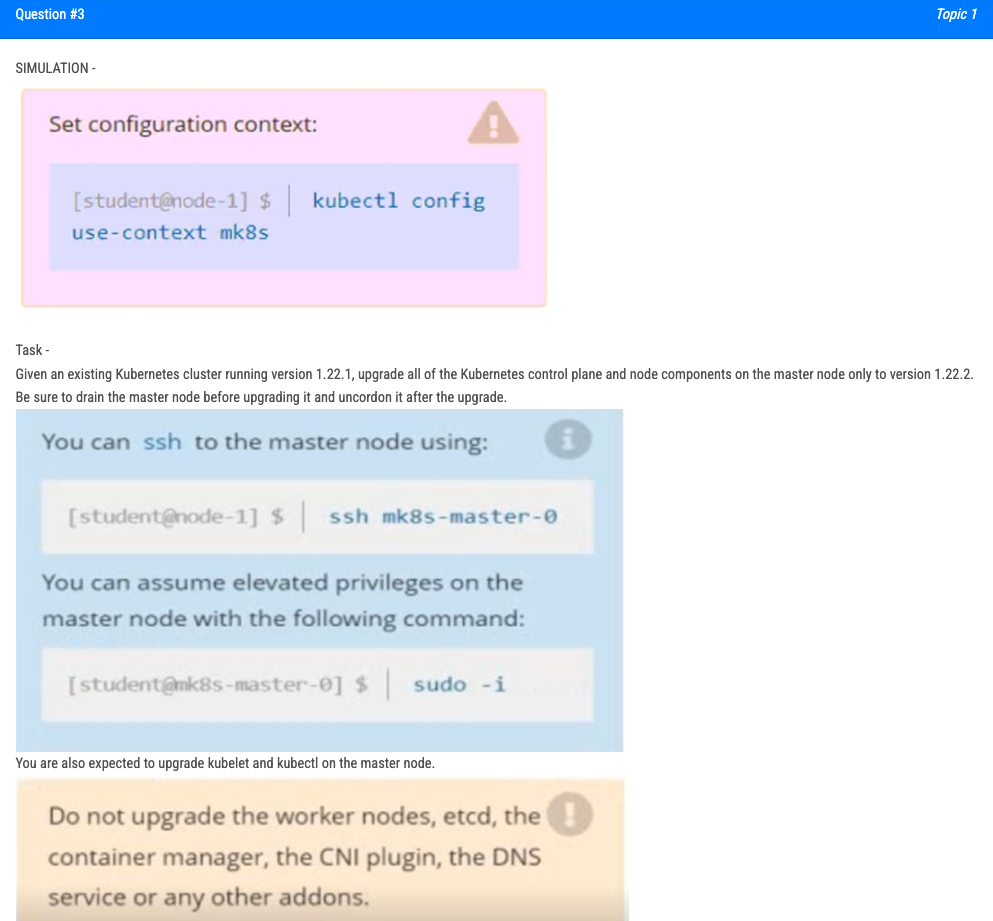 Question #3 Topic 1
SIMULATION -
Set configuration context:
[student@node-1] $ | kubectl config
use-context mk8s
Task -
Given an existing Kubernetes cluster running version 1.22.1, upgrade all of the Kubernetes control plane and node components on the master node only to version 1.22.2.
Be sure to drain the master node before upgrading it and uncordon it after the upgrade.
You can ssh to the master node using:
[student@node-1] $ | ssh mk8s-master-0
You can assume elevated privileges on the
master node with the following command:
[student@mk8s-master-0] $ | sudo -i
You are also expected to upgrade kubelet and kubectl on the master node.
Do not upgrade the worker nodes, etcd, the
container manager, the CNI plugin, the DNS
service or any other addons.